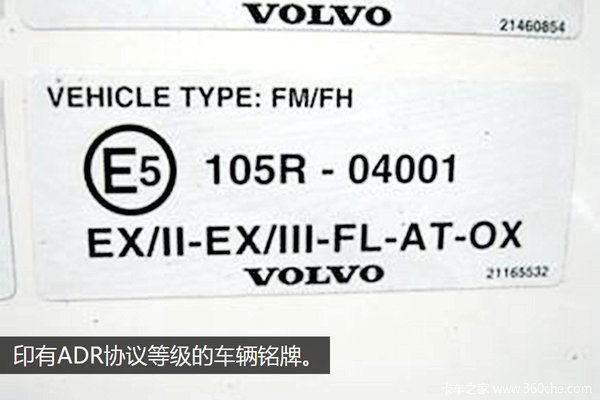 VOLVO
21460854
VEHICLE TYPE: FM/FH
E5 105R - 04001
EX/II-EX/III-FL-AT-OX
VOLVO
21165532
印有ADR协议等级的车辆铭牌。
卡车之家 www.360che.com